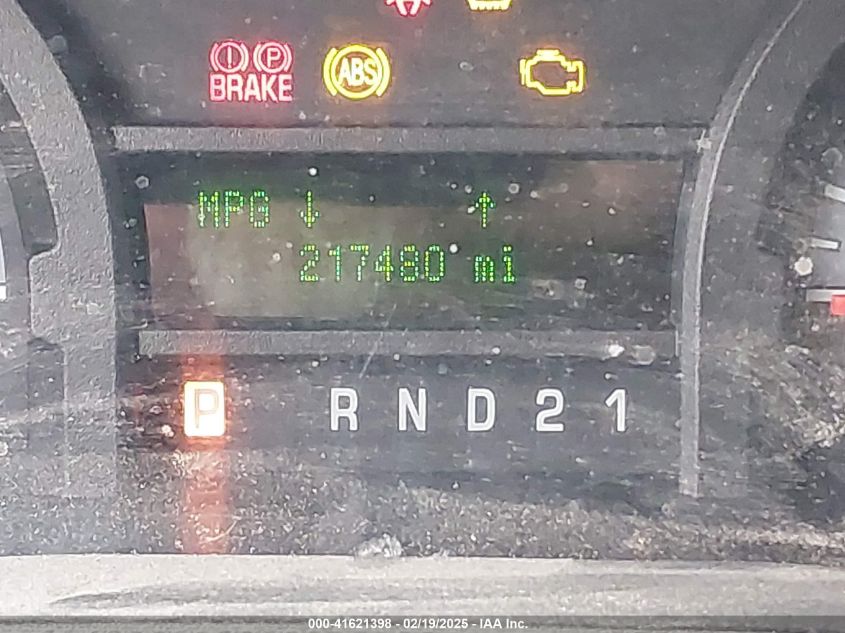 BRAKE ABS
MPG ↓ ↑
217480 mi
P R N D 2 1
000-41621398 - 02/19/2025 - IAA Inc.